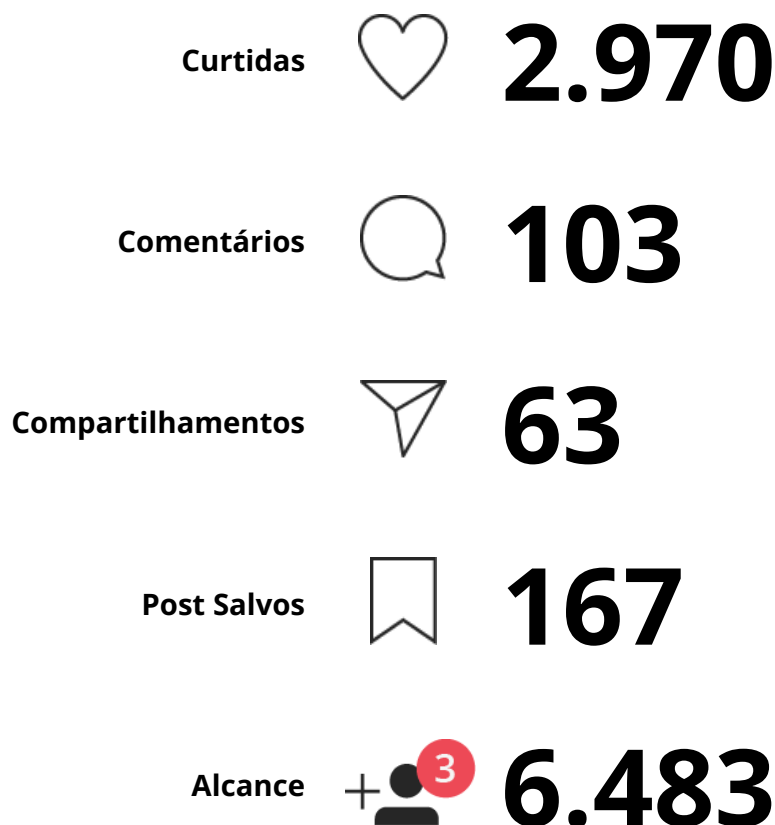 Curtidas 2.970
Comentários 103
Compartilhamentos 63
Post Salvos 167
Alcance 3 6.483